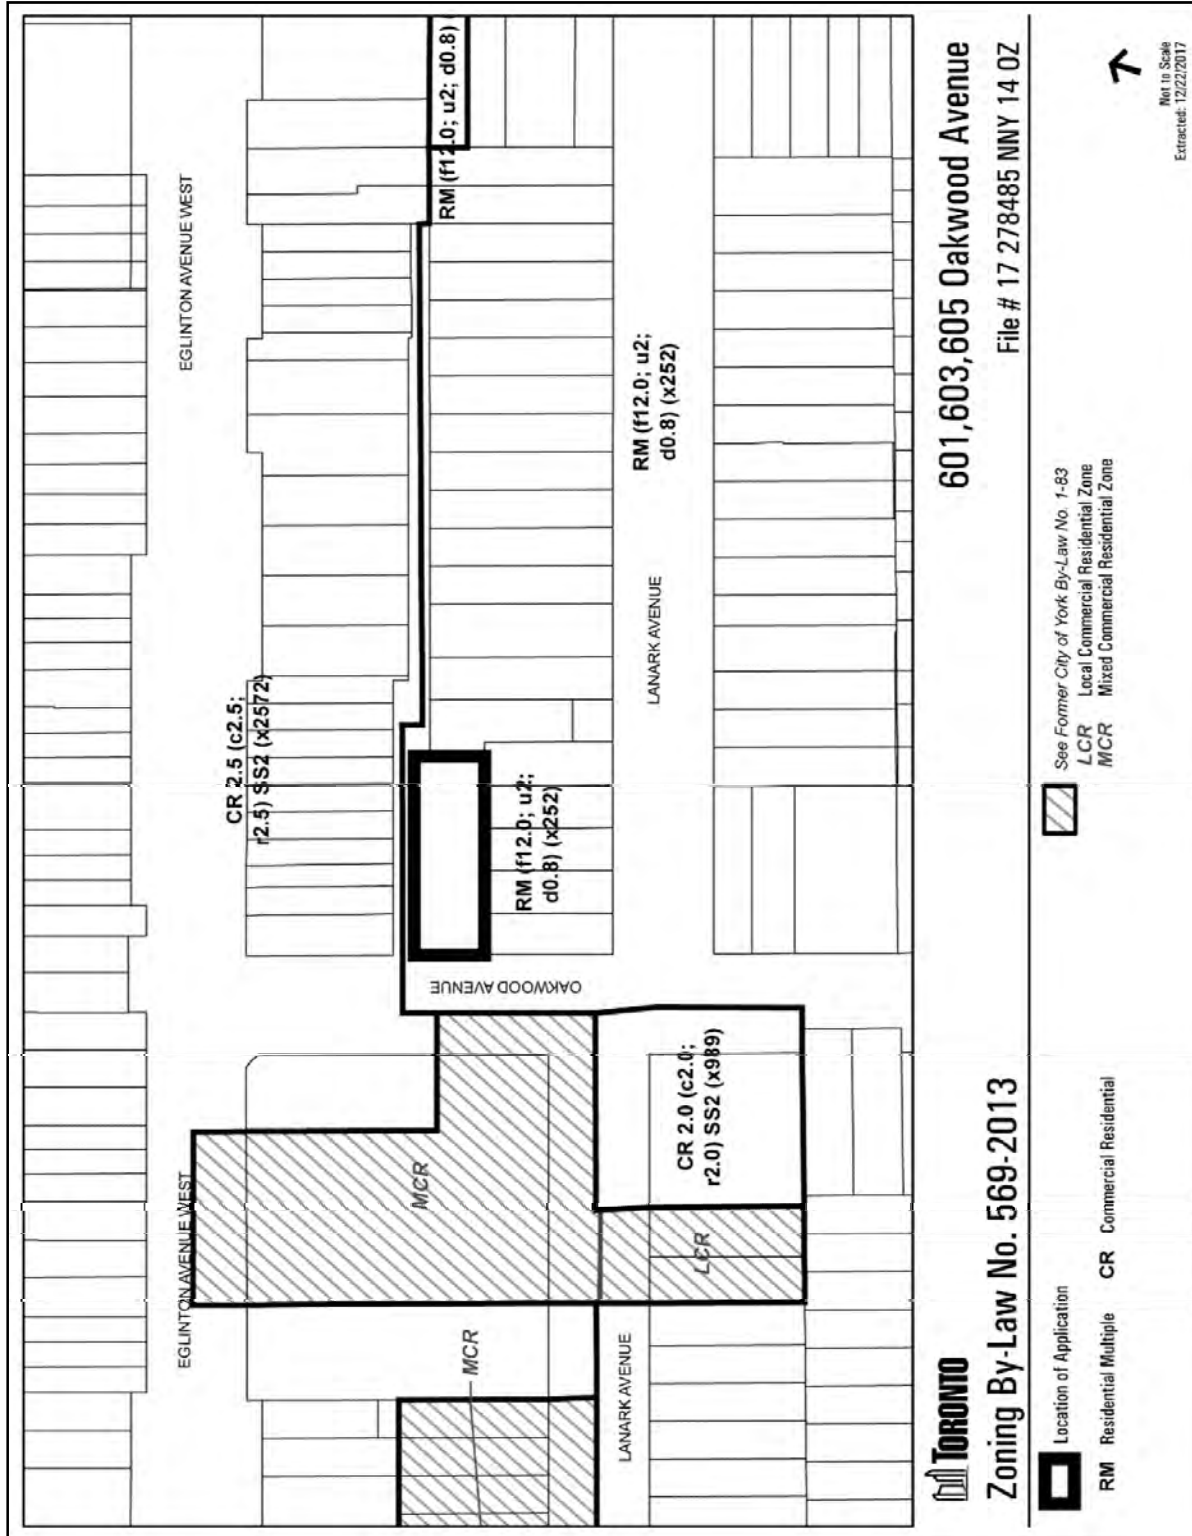 EGLINTON AVENUE WEST
EGLINTON AVENUE WEST
CR 2.5 (c2.5;
r2.5) SS2 (x2572)
RM (f12.0; u2; d0.8) (
MCR
MCR
OAKWOOD AVENUE
RM (f12.0; u2;
d0.8) (x252)
RM (f12.0; u2;
d0.8) (x252)
LANARK AVENUE
LANARK AVENUE
LCR
CR 2.0 (c2.0;
r2.0) SS2 (x989)
TORONTO
Zoning By-Law No. 569-2013
601,603,605 Oakwood Avenue
File # 17 278485 NNY 14 OZ
Location of Application
RM Residential Multiple CR Commercial Residential
See Former City of York By-Law No. 1-83
LCR Local Commercial Residential Zone
MCR Mixed Commercial Residential Zone
Not to Scale
Extracted: 12/22/2017